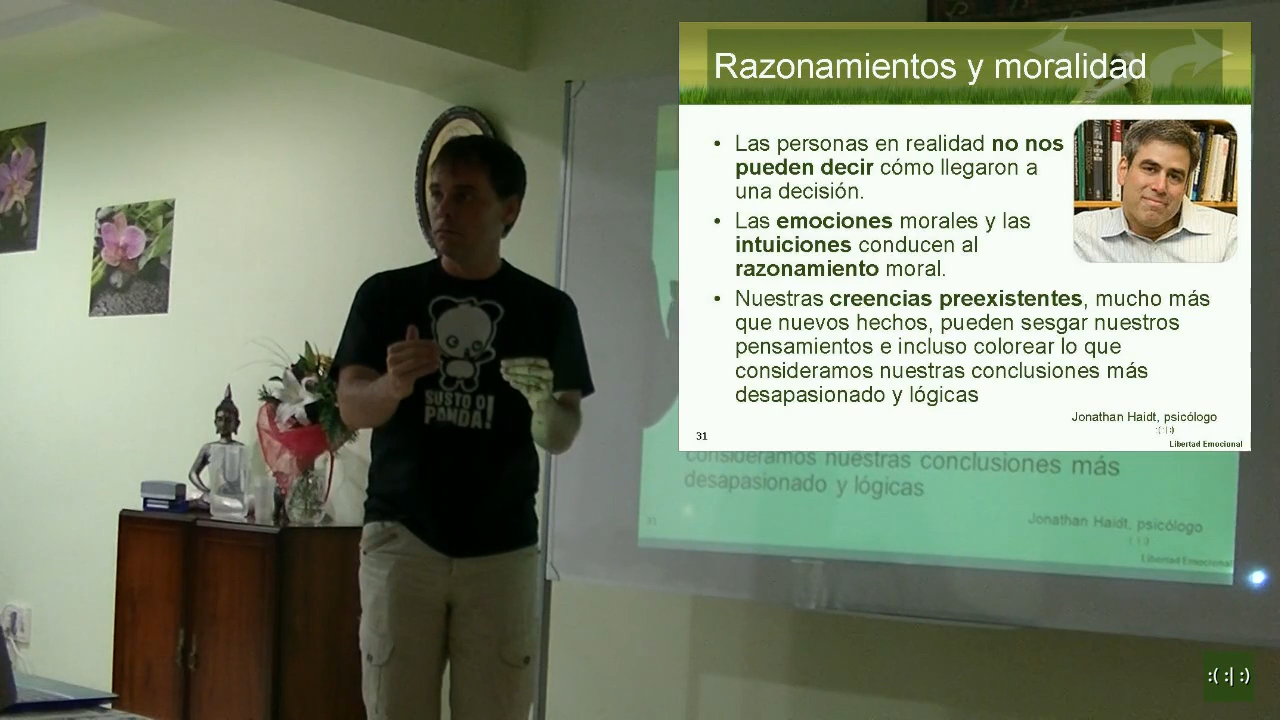 Razonamientos y moralidad
• Las personas en realidad no nos
pueden decir cómo llegaron a
una decisión.
• Las emociones morales y las
intuiciones conducen al
razonamiento moral.
• Nuestras creencias preexistentes, mucho más
que nuevos hechos, pueden sesgar nuestros
pensamientos e incluso colorear lo que
consideramos nuestras conclusiones más
desapasionado y lógicas
Jonathan Haidt, psicólogo
:(:|:)
31
Libertad Emocional
consideramos nuestras conclusiones más
desapasionado y lógicas
31
Jonathan Haidt, psicólogo
Libertad Emocional
SUSTO O
PANDA!
:( :| :)